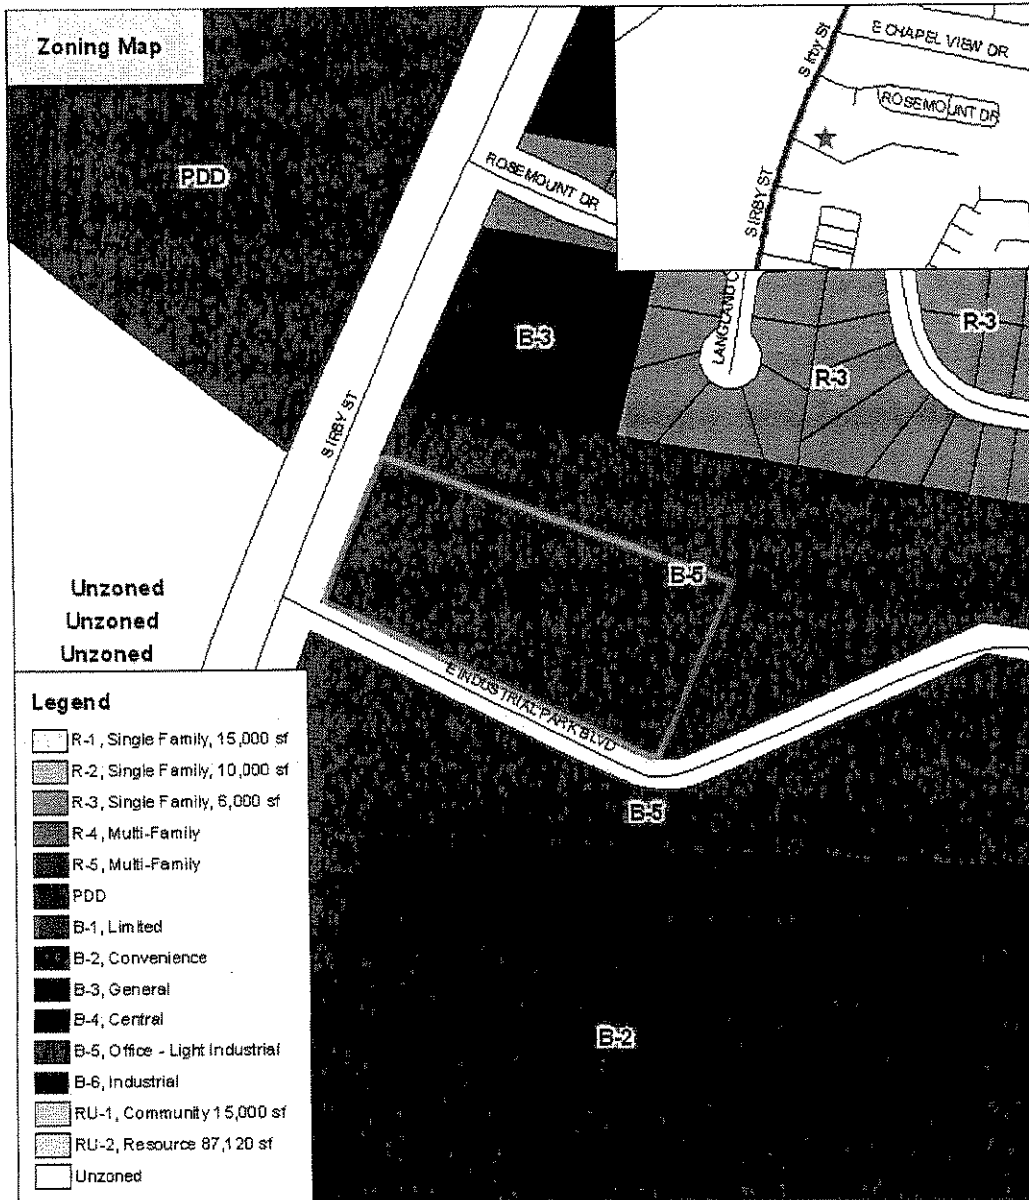 Zoning Map
PDD
ROSEMOUNT DR
S Irby St
E CHAPEL VIEW DR
ROSEMOUNT DR
S IRBY ST
B-3
R-3
R-3
S IRBY ST
B-5
Unzoned
Unzoned
Unzoned
E INDUSTRIAL PARK BLVD
B-5
B-2
Legend
R-1, Single Family, 15,000 sf
R-2, Single Family, 10,000 sf
R-3, Single Family, 6,000 sf
R-4, Multi-Family
R-5, Multi-Family
PDD
B-1, Limited
B-2, Convenience
B-3, General
B-4, Central
B-5, Office - Light Industrial
B-6, Industrial
RU-1, Community 15,000 sf
RU-2, Resource 87,120 sf
Unzoned